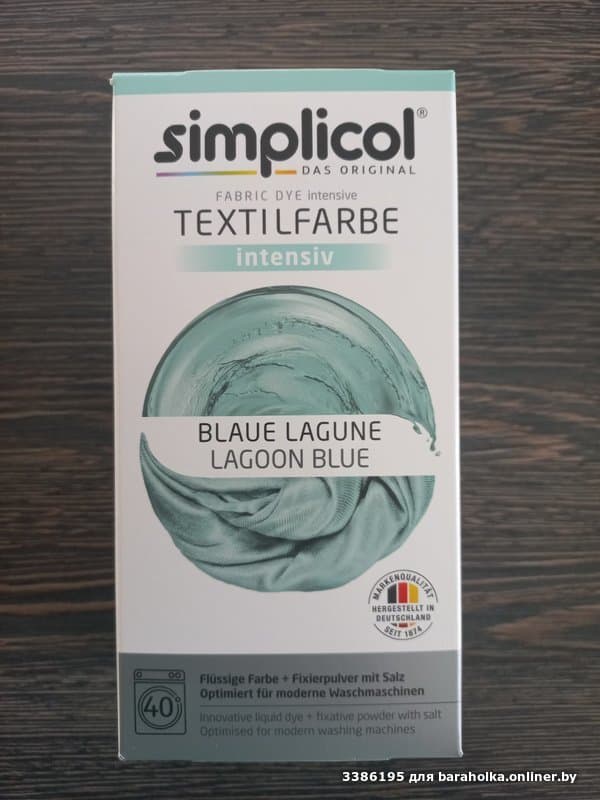 simplicol®
DAS ORIGINAL
FABRIC DYE intensive
TEXTILFARBE
intensiv
BLAUE LAGUNE
LAGOON BLUE
MARKENQUALITÄT
HERGESTELLT IN
DEUTSCHLAND
SEIT 1874
40
Flüssige Farbe + Fixierpulver mit Salz
Optimiert für moderne Waschmaschinen
Innovative liquid dye + fixative powder with salt
Optimised for modern washing machines
3386195 для baraholka.onliner.by